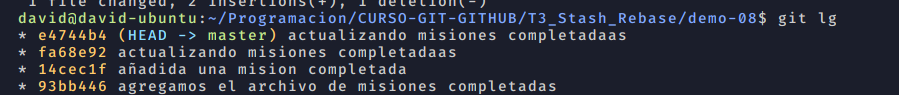 1 file changed, 2 insertions(+), 1 deletion(-)
david@david-ubuntu:~/Programacion/CURSO-GIT-GITHUB/T3_Stash_Rebase/demo-08$ git lg
* e4744b4 (HEAD -> master) actualizando misiones completadaas
* fa68e92 actualizando misiones completadaas
* 14cec1f añadida una mision completada
* 93bb446 agregamos el archivo de misiones completadas